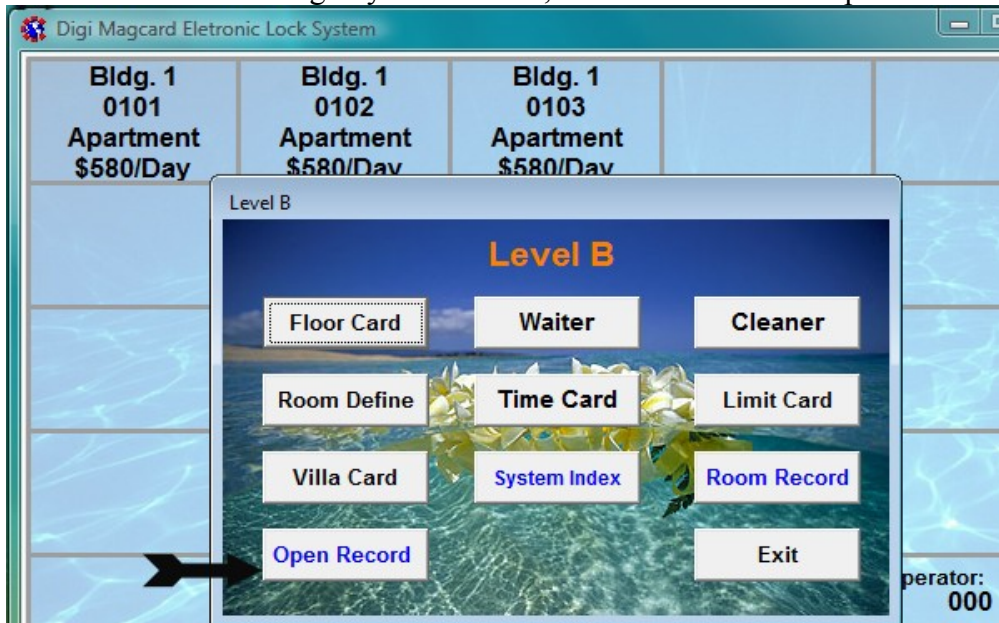 Digi Magcard Eletronic Lock System
Bldg. 1 Bldg. 1 Bldg. 1
0101 0102 0103
Apartment Apartment Apartment
$580/Day $580/Day $580/Day
Level B
Level B
Floor Card Waiter Cleaner
Room Define Time Card Limit Card
Villa Card System Index Room Record
Open Record Exit
perator:
000